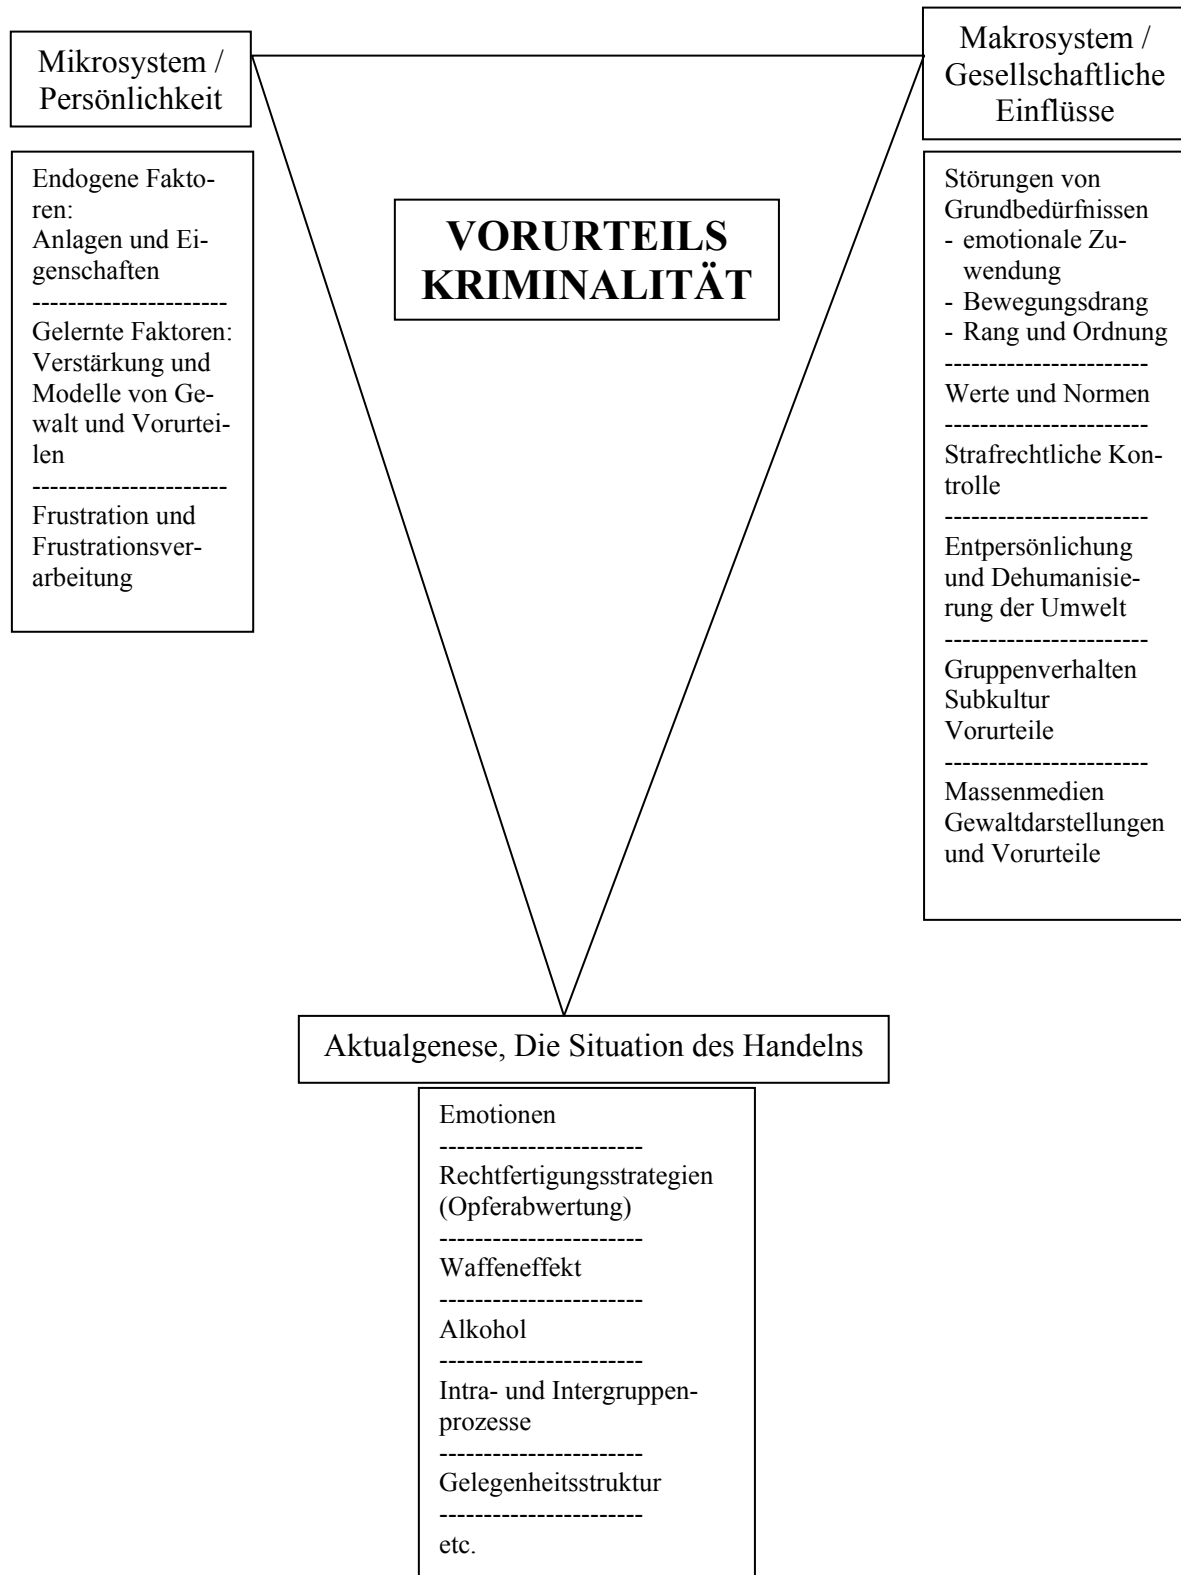 Mikrosystem /
Persönlichkeit
Endogene Fakto-
ren:
Anlagen und Ei-
genschaften
----------------------
Gelernte Faktoren:
Verstärkung und
Modelle von Ge-
walt und Vorurtei-
len
----------------------
Frustration und
Frustrationsver-
arbeitung
VORURTEILS
KRIMINALITÄT
Makrosystem /
Gesellschaftliche
Einflüsse
Störungen von
Grundbedürfnissen
- emotionale Zu-
wendung
- Bewegungsdrang
- Rang und Ordnung
-----------------------
Werte und Normen
-----------------------
Strafrechtliche Kon-
trolle
-----------------------
Entpersönlichung
und Dehumanisie-
rung der Umwelt
-----------------------
Gruppenverhalten
Subkultur
Vorurteile
-----------------------
Massenmedien
Gewaltdarstellungen
und Vorurteile
Aktualgenese, Die Situation des Handelns
Emotionen
-----------------------
Rechtfertigungsstrategien
(Opferabwertung)
-----------------------
Waffeneffekt
-----------------------
Alkohol
-----------------------
Intra- und Intergruppen-
prozesse
-----------------------
Gelegenheitsstruktur
-----------------------
etc.